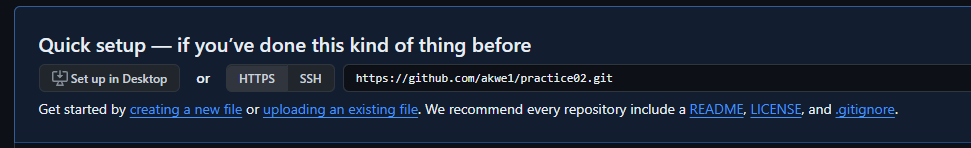 Quick setup — if you’ve done this kind of thing before
Set up in Desktop or HTTPS SSH https://github.com/akwe1/practice02.git
Get started by creating a new file or uploading an existing file. We recommend every repository include a README, LICENSE, and .gitignore.